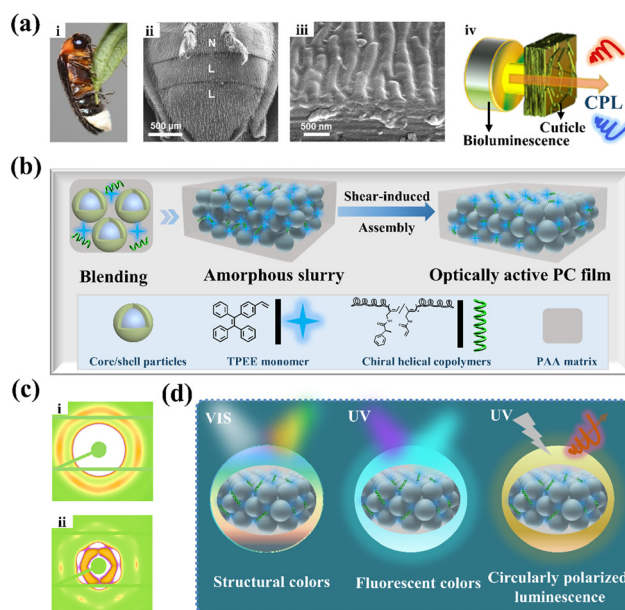 (a)
i
ii
N
L
L
500 μm
iii
500 nm
iv
CPL
Cuticle
Bioluminescence
(b)
Blending
Amorphous slurry
Shear-induced
Assembly
Optically active PC film
Core/shell particles
TPEE monomer
Chiral helical copolymers
PAA matrix
(c)
i
ii
(d)
VIS
UV
UV
Structural colors
Fluorescent colors
Circularly polarized
luminescence